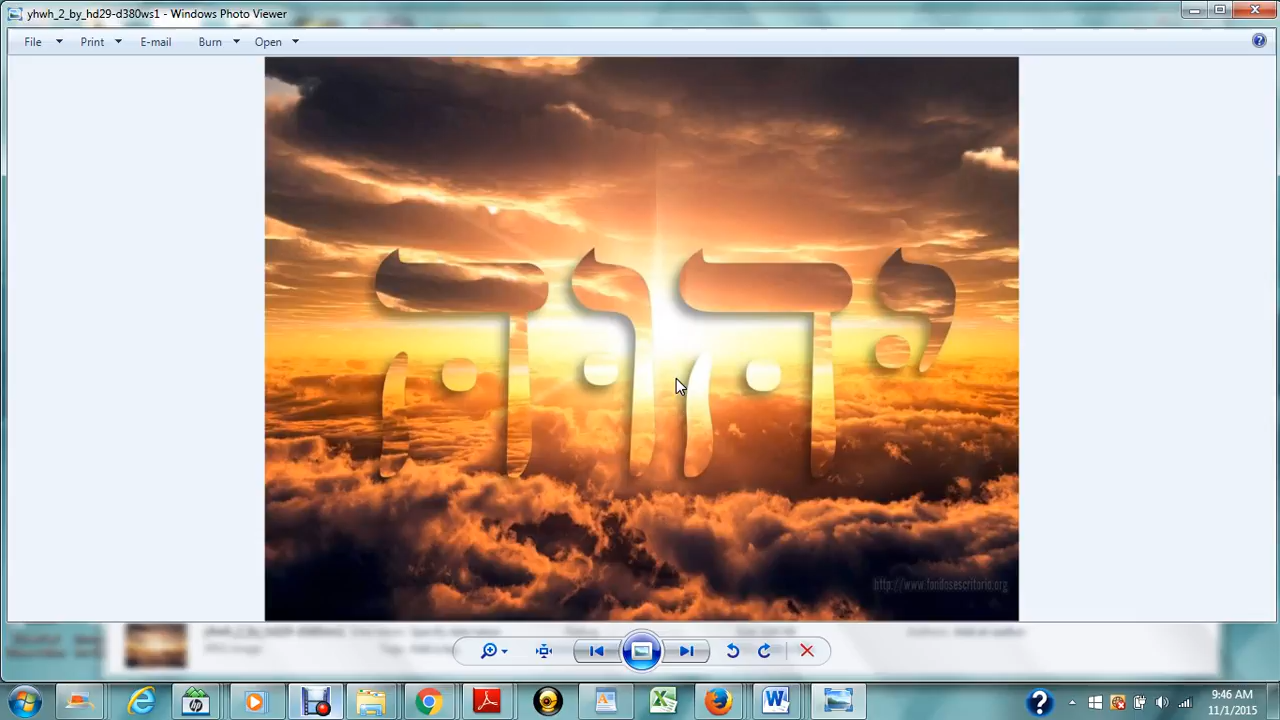 yhwh_2_by_hd29-d380ws1 - Windows Photo Viewer
File Print E-mail Burn Open
יהוה
http://www.fondosescritorio.org
9:46 AM
11/1/2015